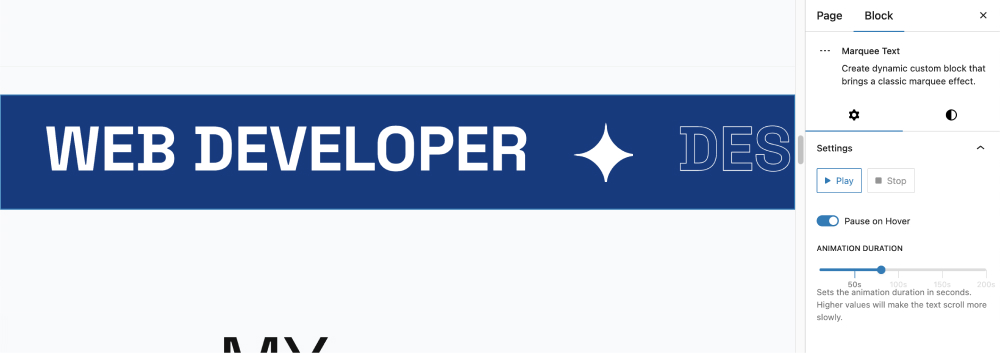 WEB DEVELOPER DES
MY
Page Block
Marquee Text
Create dynamic custom block that
brings a classic marquee effect.
Settings
Play Stop
Pause on Hover
ANIMATION DURATION
50s 100s 150s 200s
Sets the animation duration in seconds.
Higher values will make the text scroll more
slowly.